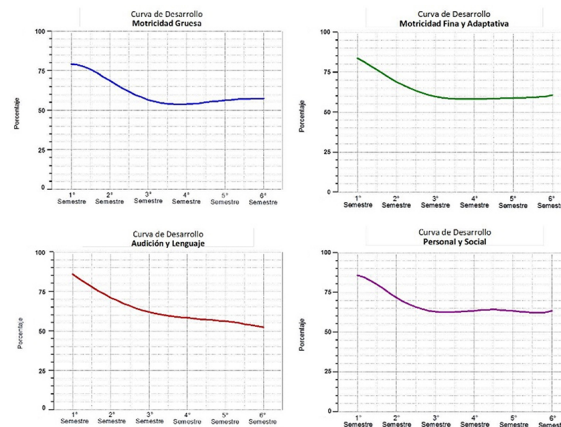 Curva de Desarrollo
Motricidad Gruesa
Porcentaje
100
75
50
25
0
1° Semestre
2° Semestre
3° Semestre
4° Semestre
5° Semestre
6° Semestre
Curva de Desarrollo
Motricidad Fina y Adaptativa
Porcentaje
100
75
50
25
0
1° Semestre
2° Semestre
3° Semestre
4° Semestre
5° Semestre
6° Semestre
Curva de Desarrollo
Audición y Lenguaje
Porcentaje
100
75
50
25
0
1° Semestre
2° Semestre
3° Semestre
4° Semestre
5° Semestre
6° Semestre
Curva de Desarrollo
Personal y Social
Porcentaje
100
75
50
25
0
1° Semestre
2° Semestre
3° Semestre
4° Semestre
5° Semestre
6° Semestre